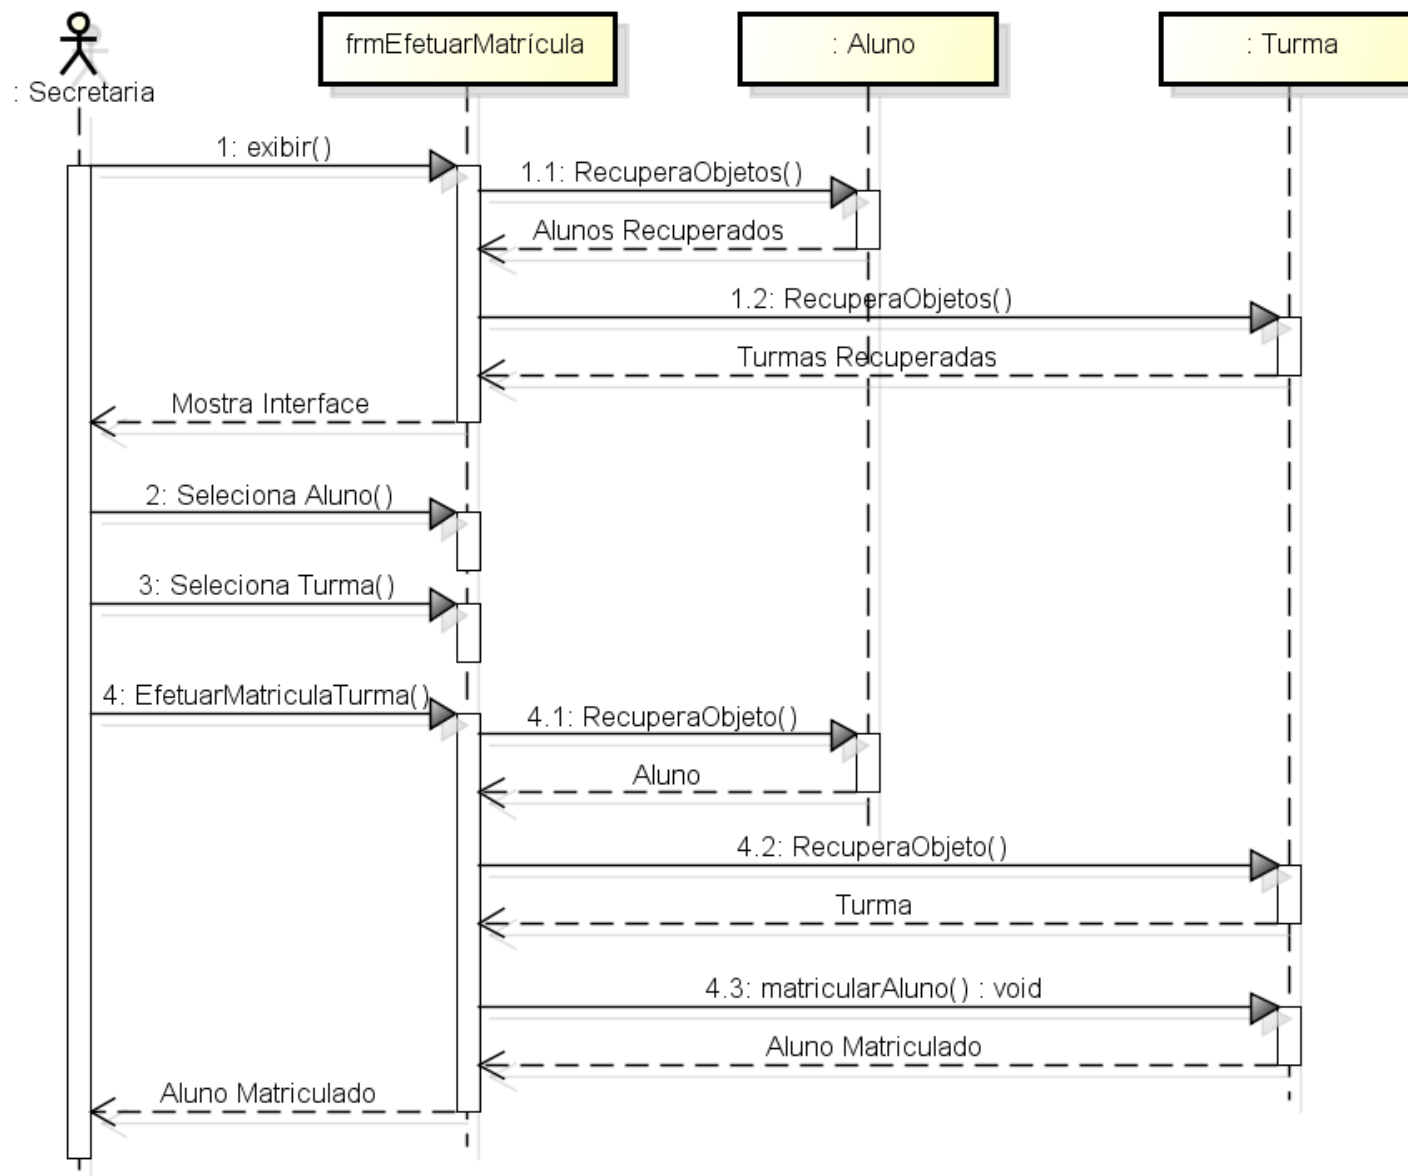 frmEfetuarMatrícula
: Aluno
: Turma
: Secretaria
1: exibir()
1.1: RecuperaObjetos()
Alunos Recuperados
1.2: RecuperaObjetos()
Turmas Recuperadas
Mostra Interface
2: Seleciona Aluno()
3: Seleciona Turma()
4: EfetuarMatriculaTurma()
4.1: RecuperaObjeto()
Aluno
4.2: RecuperaObjeto()
Turma
4.3: matricularAluno() : void
Aluno Matriculado
Aluno Matriculado